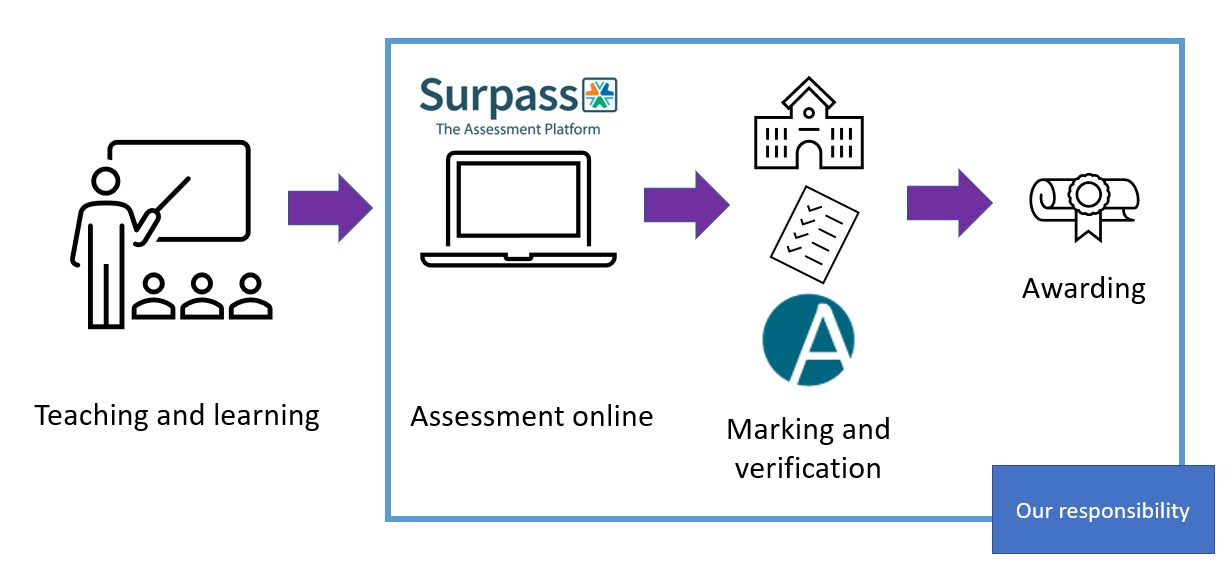 Surpass
The Assessment Platform
A
Teaching and learning
Assessment online
Marking and
verification
Awarding
Our responsibility